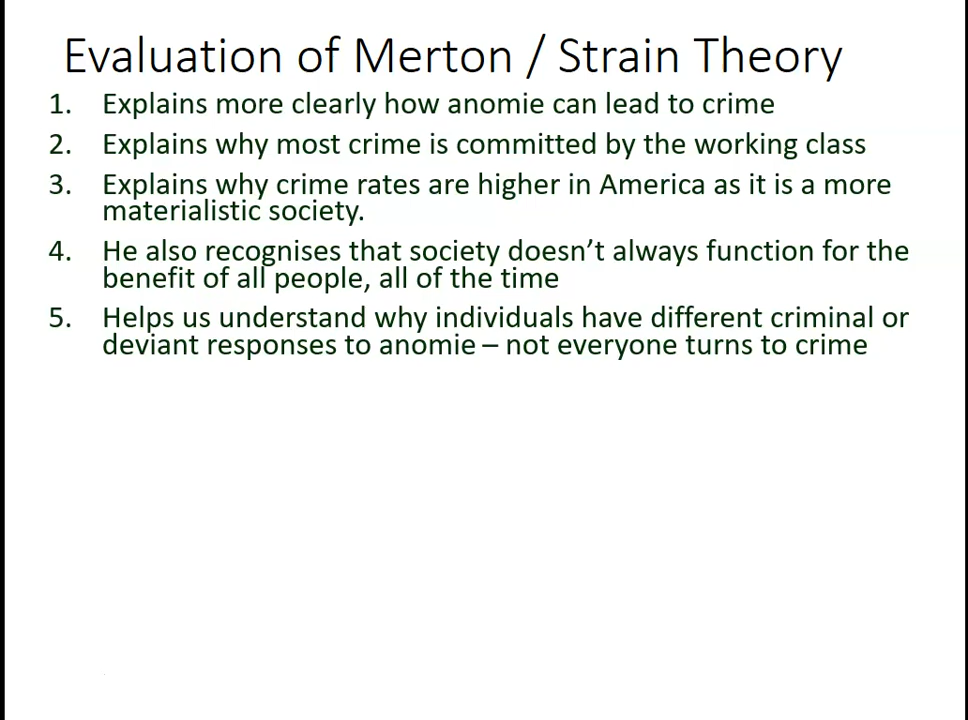 Evaluation of Merton / Strain Theory
1. Explains more clearly how anomie can lead to crime
2. Explains why most crime is committed by the working class
3. Explains why crime rates are higher in America as it is a more
materialistic society.
4. He also recognises that society doesn’t always function for the
benefit of all people, all of the time
5. Helps us understand why individuals have different criminal or
deviant responses to anomie – not everyone turns to crime